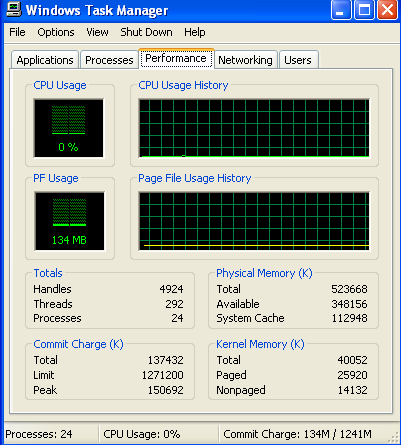 Windows Task Manager
File Options View Shut Down Help
Applications Processes Performance Networking Users
CPU Usage CPU Usage History
0 %
PF Usage Page File Usage History
134 MB
Totals Physical Memory (K)
Handles 4924 Total 523668
Threads 292 Available 348156
Processes 24 System Cache 112948
Commit Charge (K) Kernel Memory (K)
Total 137432 Total 40052
Limit 1271200 Paged 25920
Peak 150692 Nonpaged 14132
Processes: 24 CPU Usage: 0% Commit Charge: 134M / 1241M